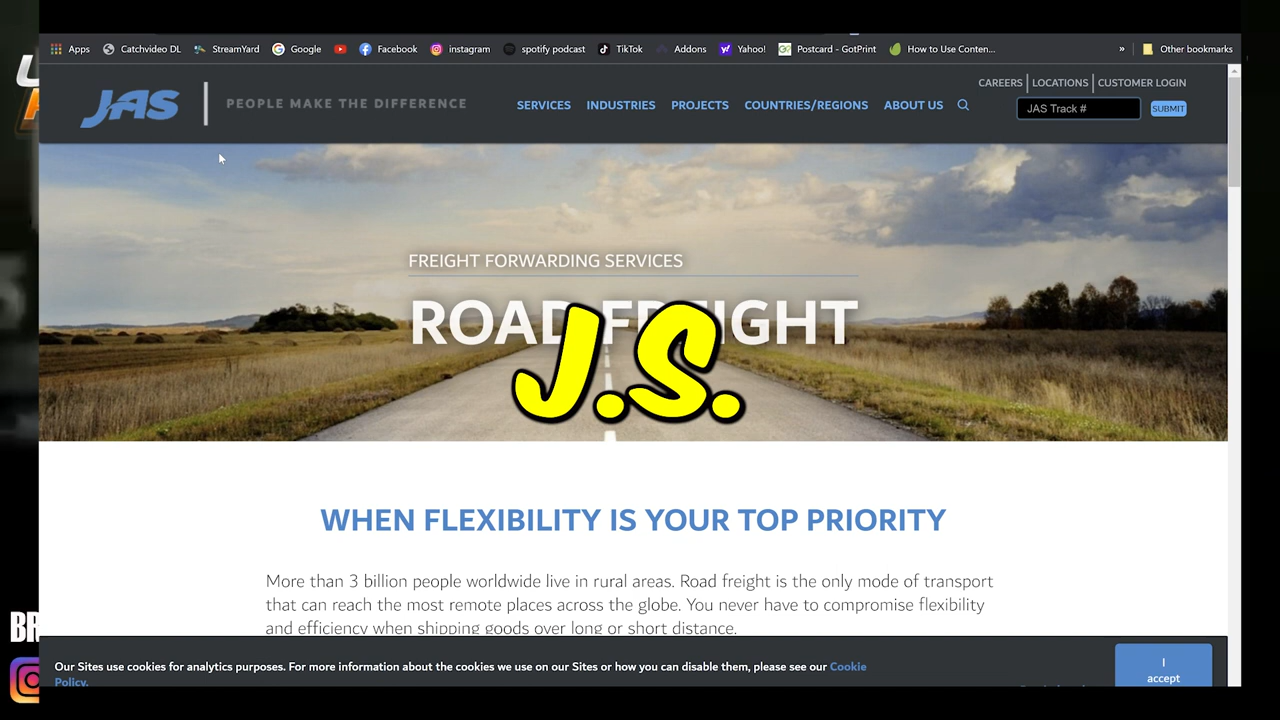 Apps Catchvideo DL StreamYard Google Facebook instagram spotify podcast TikTok Addons Yahoo! Postcard - GotPrint How to Use Conten... » Other bookmarks
CAREERS LOCATIONS CUSTOMER LOGIN
JAS PEOPLE MAKE THE DIFFERENCE SERVICES INDUSTRIES PROJECTS COUNTRIES/REGIONS ABOUT US JAS Track # SUBMIT
FREIGHT FORWARDING SERVICES
ROAD FREIGHT
J.S.
WHEN FLEXIBILITY IS YOUR TOP PRIORITY
More than 3 billion people worldwide live in rural areas. Road freight is the only mode of transport
that can reach the most remote places across the globe. You never have to compromise flexibility
and efficiency when shipping goods over long or short distance.
BR
Our Sites use cookies for analytics purposes. For more information about the cookies we use on our Sites or how you can disable them, please see our Cookie
Policy.
I
accept